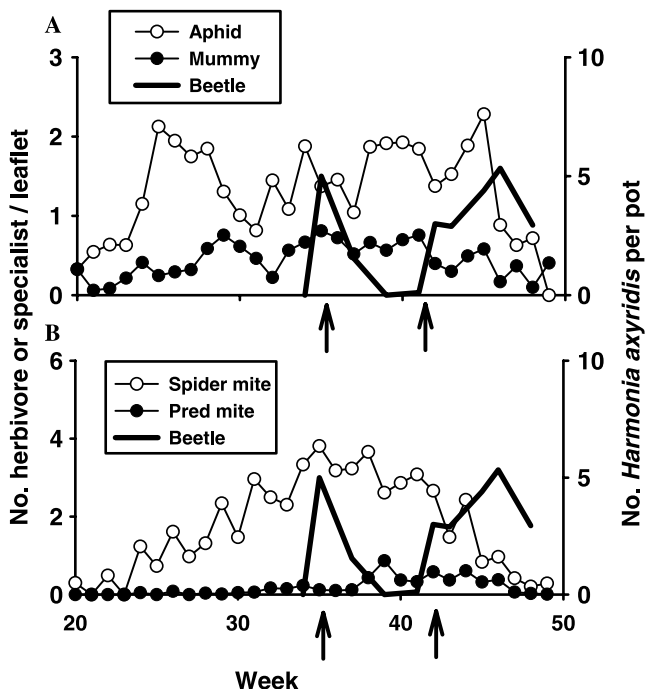 A
Aphid
Mummy
Beetle
3
2
1
0
10
5
0
B
Spider mite
Pred mite
Beetle
6
4
2
0
10
5
0
20
30
40
50
Week
No. herbivore or specialist / leaflet
No. Harmonia axyridis per pot